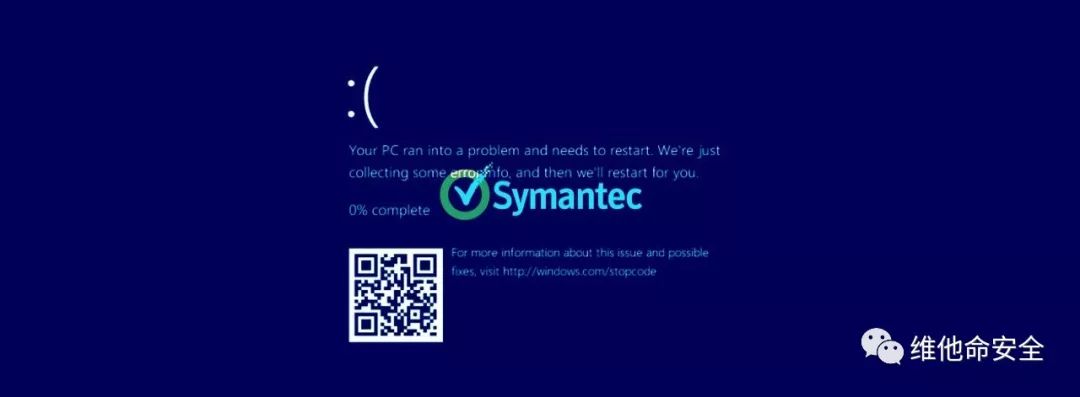 :(
Your PC ran into a problem and needs to restart. We're just
collecting some error info, and then we'll restart for you.
Symantec
0% complete
For more information about this issue and possible
fixes, visit http://windows.com/stopcode
维他命安全